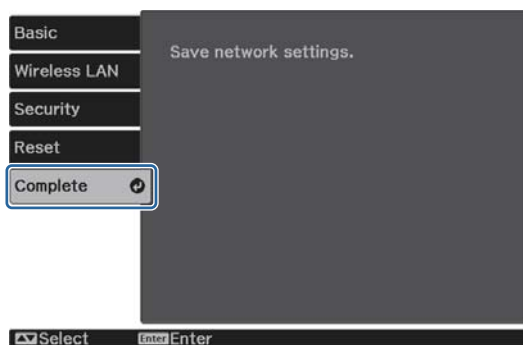 Basic
Save network settings.
Wireless LAN
Security
Reset
Complete
Select Enter Enter